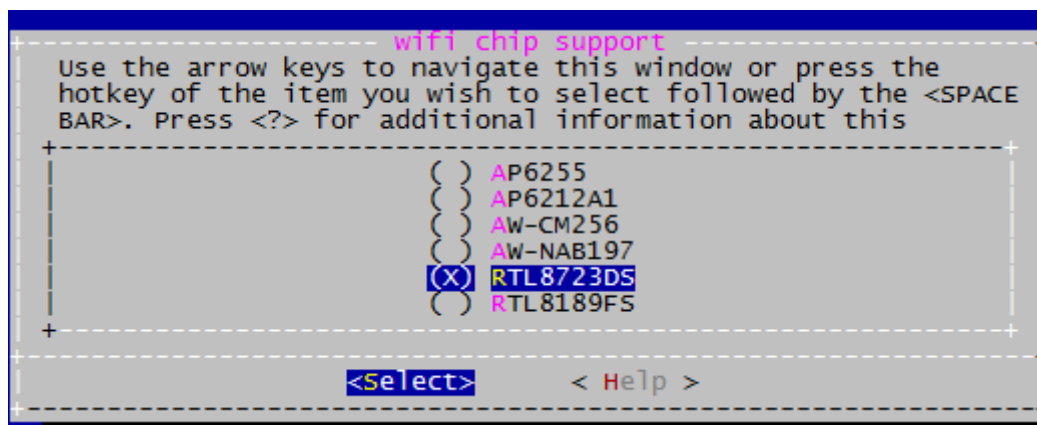 wifi chip support
Use the arrow keys to navigate this window or press the
hotkey of the item you wish to select followed by the <SPACE
BAR>. Press <?> for additional information about this
( ) AP6255
( ) AP6212A1
( ) AW-CM256
( ) AW-NAB197
(X) RTL8723DS
( ) RTL8189FS
<Select> < Help >